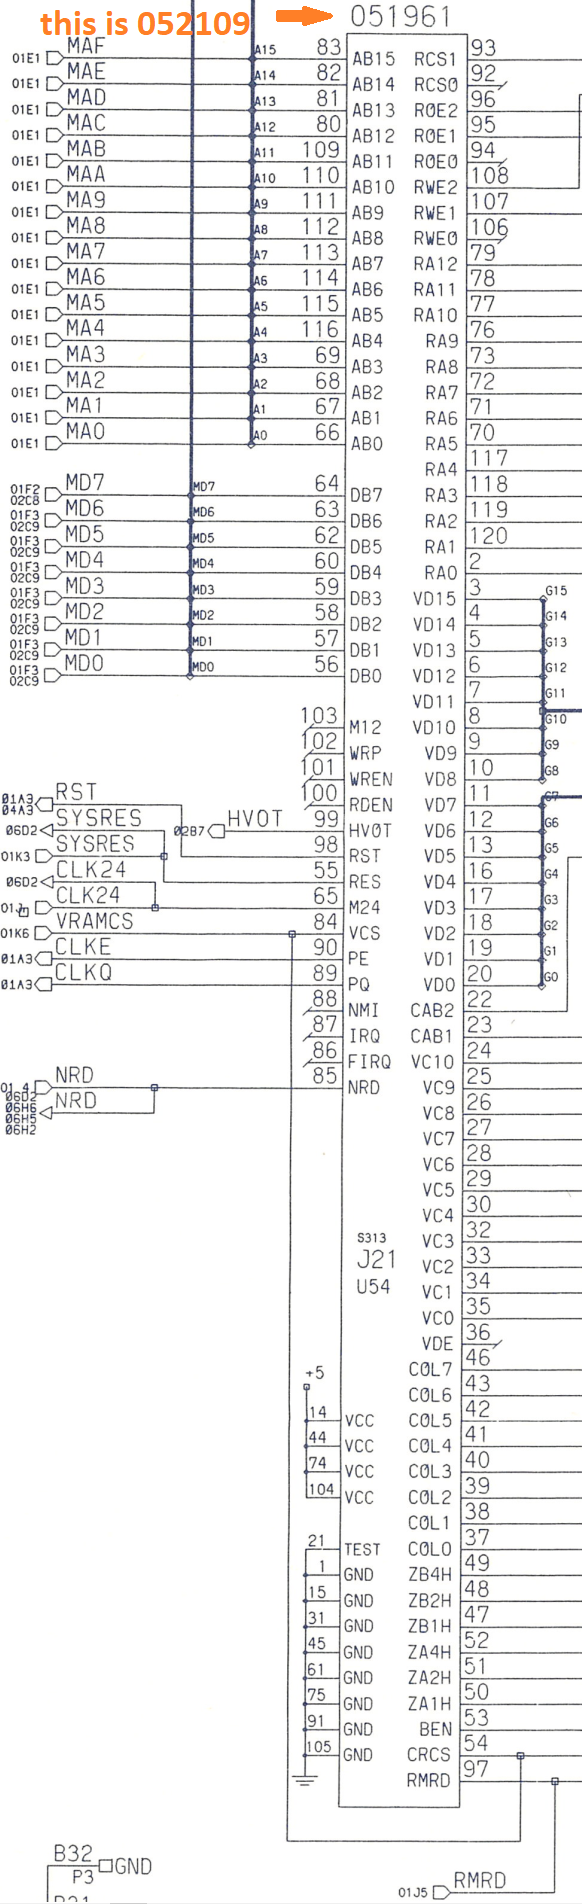 this is 052109
051961
MAF 01E1 A15 83 AB15 RCS1 93
MAE 01E1 A14 82 AB14 RCS0 92
MAD 01E1 A13 81 AB13 ROE2 96
MAC 01E1 A12 80 AB12 ROE1 95
MAB 01E1 A11 109 AB11 ROE0 94
MAA 01E1 A10 110 AB10 RWE2 108
MA9 01E1 A9 111 AB9 RWE1 107
MA8 01E1 A8 112 AB8 RWE0 106
MA7 01E1 A7 113 AB7 RA12 79
MA6 01E1 A6 114 AB6 RA11 78
MA5 01E1 A5 115 AB5 RA10 77
MA4 01E1 A4 116 AB4 RA9 76
MA3 01E1 A3 69 AB3 RA8 73
MA2 01E1 A2 68 AB2 RA7 72
MA1 01E1 A1 67 AB1 RA6 71
MA0 01E1 A0 66 AB0 RA5 70
RA4 117
MD7 01F2 02C8 MD7 64 DB7 RA3 118
MD6 01F3 02C9 MD6 63 DB6 RA2 119
MD5 01F3 02C9 MD5 62 DB5 RA1 120
MD4 01F3 02C9 MD4 60 DB4 RA0 2
MD3 01F3 02C9 MD3 59 DB3 VD15 3 G15
MD2 01F3 02C9 MD2 58 DB2 VD14 4 G14
MD1 01F3 02C9 MD1 57 DB1 VD13 5 G13
MD0 01F3 02C9 MD0 56 DB0 VD12 6 G12
VD11 7 G11
103 M12 VD10 8 G10
102 WRP VD9 9 G9
101 WREN VD8 10 G8
RST 01A3 04A3 100 RDEN VD7 11 G7
SYSRES 06D2 02B7 HVOT 99 HVOT VD6 12 G6
SYSRES 01K3 98 RST VD5 13 G5
CLK24 06D2 55 RES VD4 16 G4
CLK24 65 M24 VD3 17 G3
VRAMCS 01K6 84 VCS VD2 18 G2
CLKE 01A3 90 PE VD1 19 G1
CLKQ 01A3 89 PQ VD0 20 G0
88 NMI CAB2 22
87 IRQ CAB1 23
86 FIRQ VC10 24
NRD 85 NRD VC9 25
NRD 06D2 06H6 06H5 06H2 VC8 26
VC7 27
VC6 28
VC5 29
VC4 30
S313 VC3 32
J21 VC2 33
U54 VC1 34
VC0 35
VDE 36
+5 COL7 46
COL6 43
14 VCC COL5 42
44 VCC COL4 41
74 VCC COL3 40
104 VCC COL2 39
COL1 38
21 TEST COL0 37
1 GND ZB4H 49
15 GND ZB2H 48
31 GND ZB1H 47
45 GND ZA4H 52
61 GND ZA2H 51
75 GND ZA1H 50
91 GND BEN 53
105 GND CRCS 54
RMRD 97
B32 P3 GND
01J5 RMRD